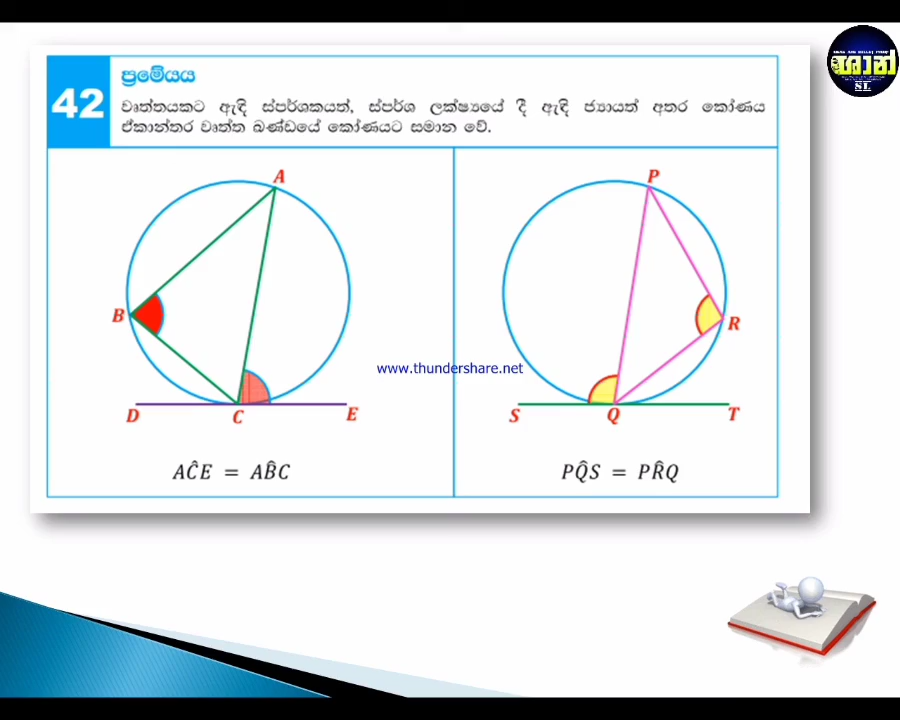 ශාන්
SL
42
ප්‍රමේයය
වෘත්තයකට ඇඳි ස්පර්ශකයත්, ස්පර්ශ ලක්ෂ්‍යයේ දී ඇඳි ජ්‍යායත් අතර කෝණය
ඒකාන්තර වෘත්ත ඛණ්ඩයේ කෝණයට සමාන වේ.
A
P
B
R
www.thundershare.net
D
C
E
S
Q
T
AĈE = AB̂C
PQ̂S = PR̂Q